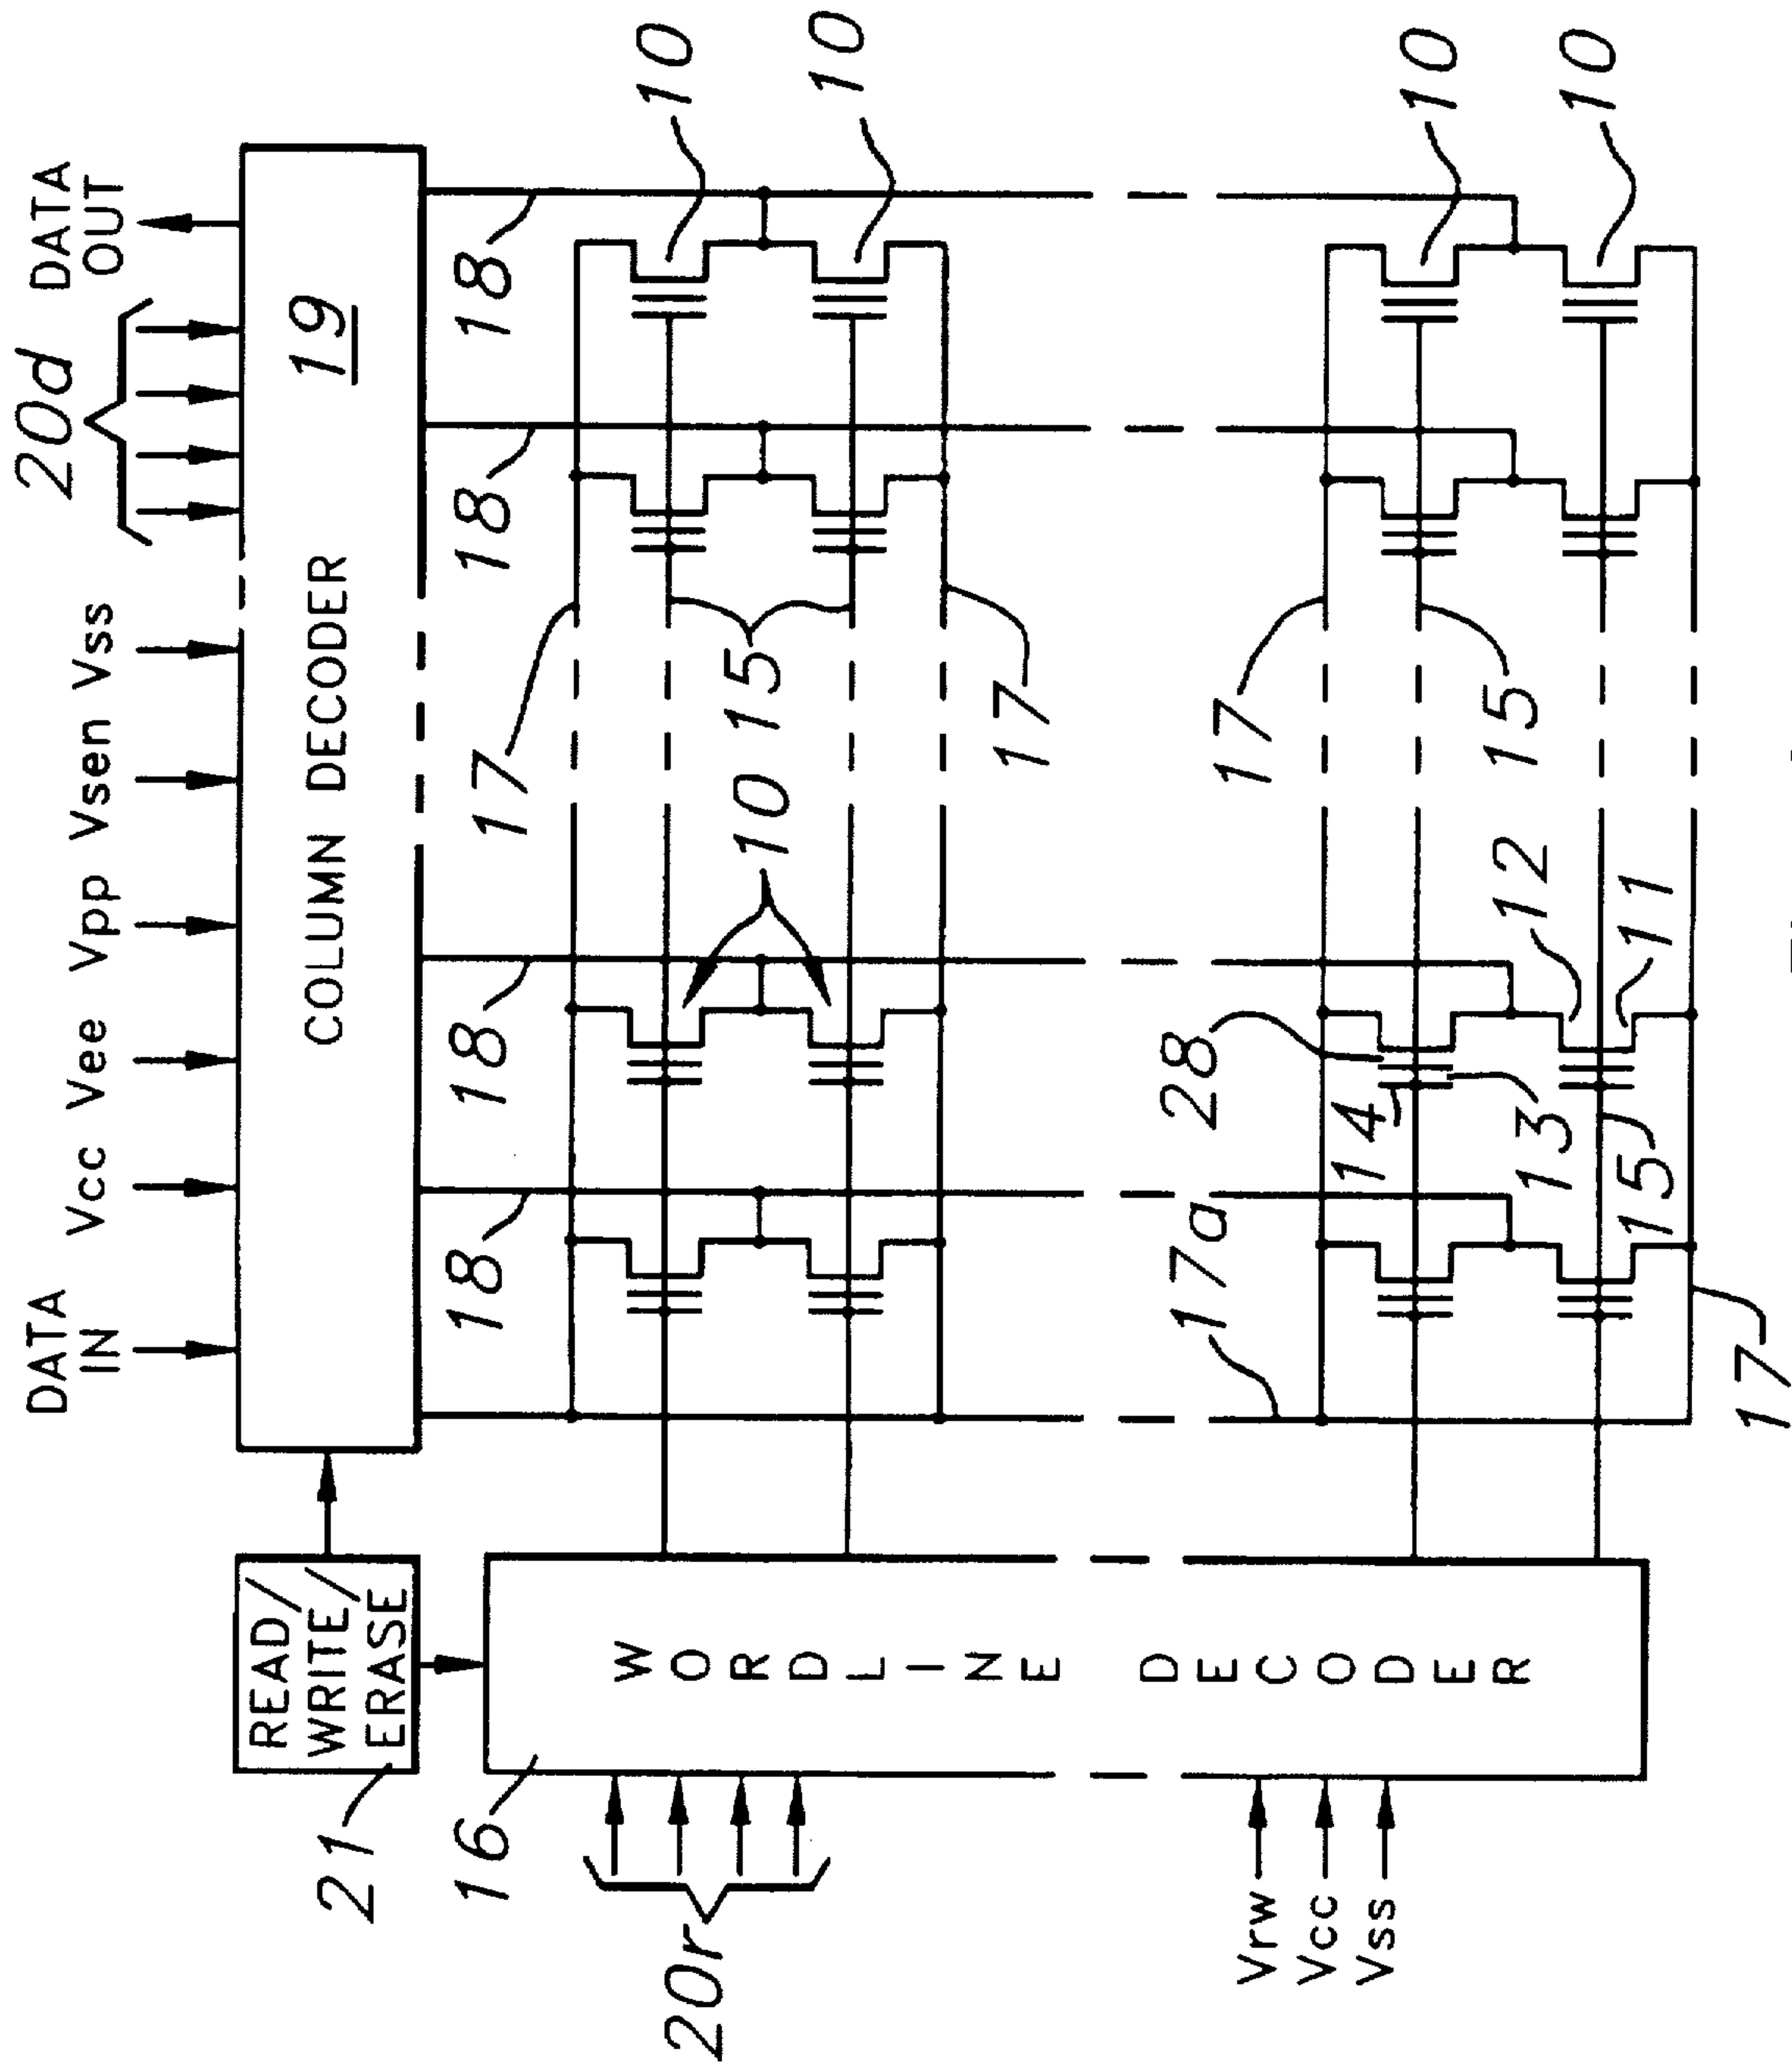 DATA IN
Vcc
Vee
Vpp
Vsen
Vss
20d
DATA OUT
READ/
WRITE/
ERASE
21
COLUMN DECODER
19
18
18
18
18
17
10
10
10
15
17
16
WORDLINE DECODER
20r
Vrw
Vcc
Vss
17a
14
28
13
12
11
15
17
17
15
10
10